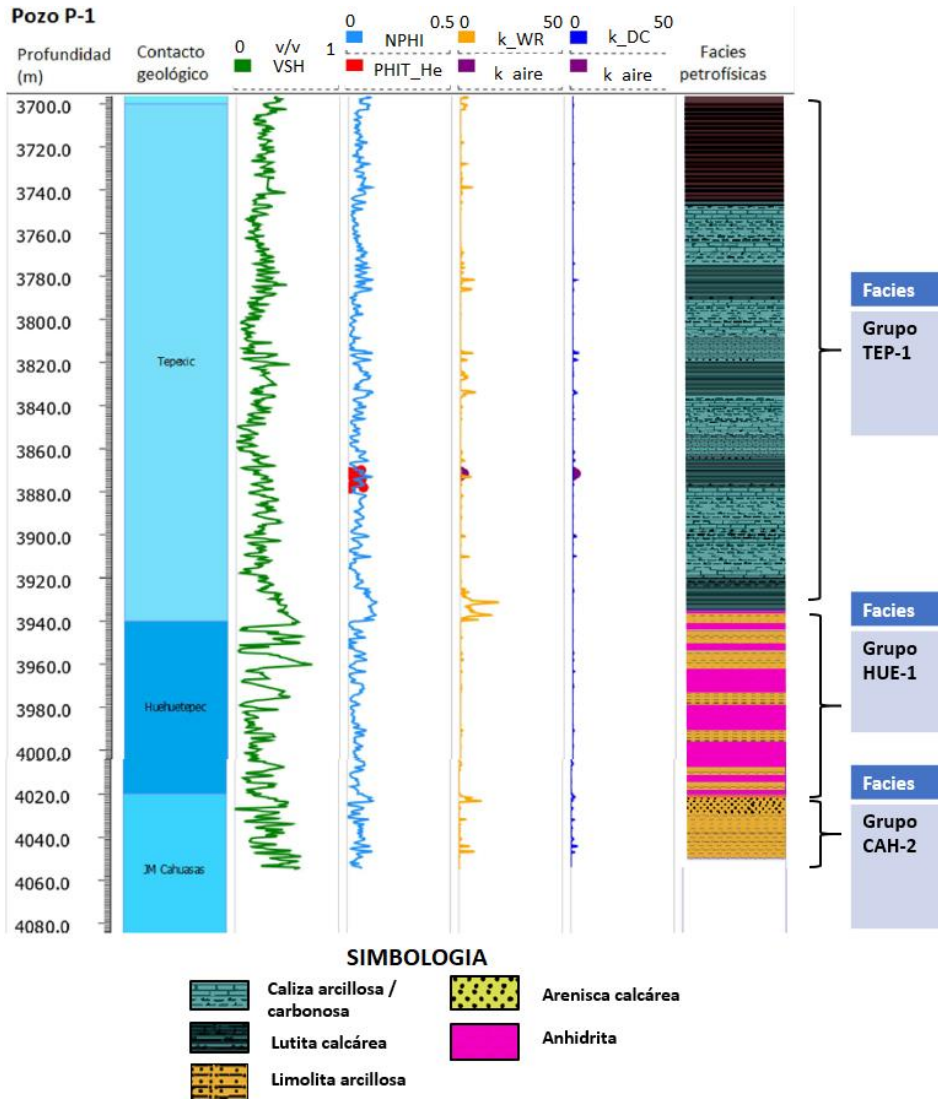 Pozo P-1
Profundidad (m)
Contacto geológico
0 v/v 1
VSH
0 0.5
NPHI
PHIT_He
0 50
k_WR
k aire
0 50
k_DC
k aire
Facies petrofísicas
3700.0
3720.0
3740.0
3760.0
3780.0
3800.0
3820.0
3840.0
3860.0
3880.0
3900.0
3920.0
3940.0
3960.0
3980.0
4000.0
4020.0
4040.0
4060.0
4080.0
Tepexic
Huehuetepec
JM Cahuasas
Facies
Grupo
TEP-1
Facies
Grupo
HUE-1
Facies
Grupo
CAH-2
SIMBOLOGIA
Caliza arcillosa /
carbonosa
Lutita calcárea
Limolita arcillosa
Arenisca calcárea
Anhidrita